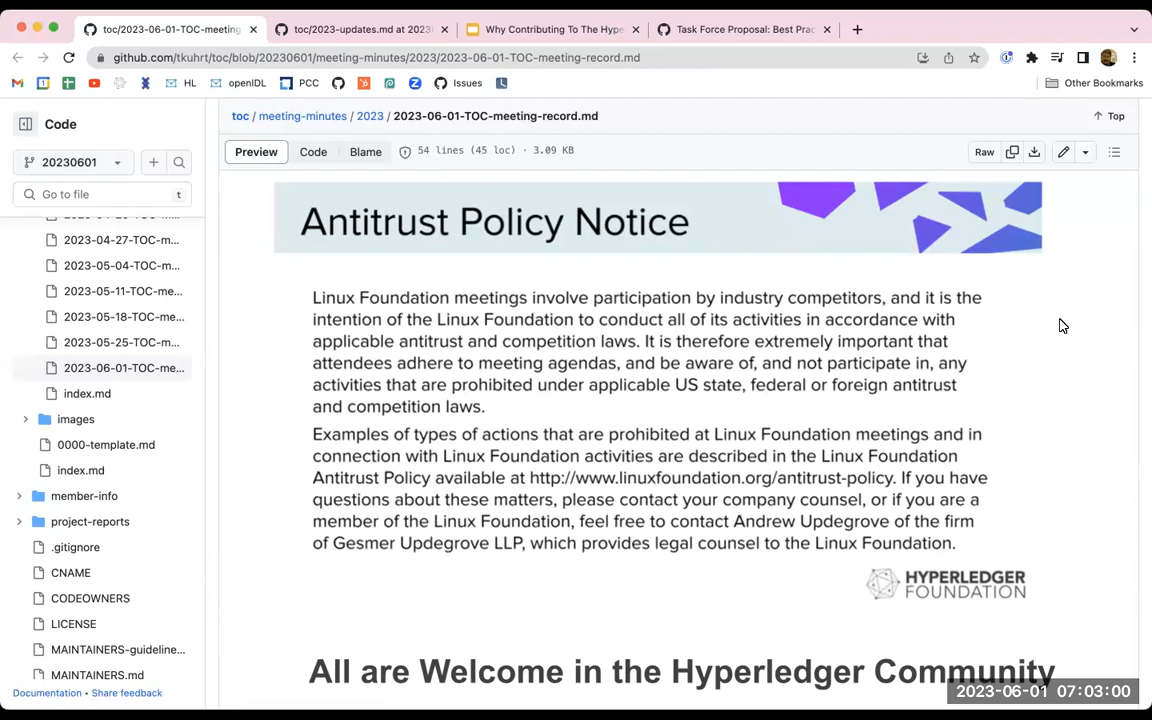 toc/2023-06-01-TOC-meeting-
toc/2023-updates.md at 2023
Why Contributing To The Hype
Task Force Proposal: Best Prac
github.com/tkuhrt/toc/blob/20230601/meeting-minutes/2023/2023-06-01-TOC-meeting-record.md
HL
openIDL
PCC
Issues
Other Bookmarks
Code
toc / meeting-minutes / 2023 / 2023-06-01-TOC-meeting-record.md
Top
20230601
Preview
Code
Blame
54 lines (45 loc) · 3.09 KB
Raw
Go to file
t
2023-04-27-TOC-m...
2023-05-04-TOC-m...
2023-05-11-TOC-me...
2023-05-18-TOC-me...
2023-05-25-TOC-m...
2023-06-01-TOC-me...
index.md
images
0000-template.md
index.md
member-info
project-reports
.gitignore
CNAME
CODEOWNERS
LICENSE
MAINTAINERS-guideline...
MAINTAINERS.md
Documentation • Share feedback
Antitrust Policy Notice
Linux Foundation meetings involve participation by industry competitors, and it is the
intention of the Linux Foundation to conduct all of its activities in accordance with
applicable antitrust and competition laws. It is therefore extremely important that
attendees adhere to meeting agendas, and be aware of, and not participate in, any
activities that are prohibited under applicable US state, federal or foreign antitrust
and competition laws.
Examples of types of actions that are prohibited at Linux Foundation meetings and in
connection with Linux Foundation activities are described in the Linux Foundation
Antitrust Policy available at http://www.linuxfoundation.org/antitrust-policy. If you have
questions about these matters, please contact your company counsel, or if you are a
member of the Linux Foundation, feel free to contact Andrew Updegrove of the firm
of Gesmer Updegrove LLP, which provides legal counsel to the Linux Foundation.
HYPERLEDGER
FOUNDATION
All are Welcome in the Hyperledger Community
2023-06-01 07:03:00